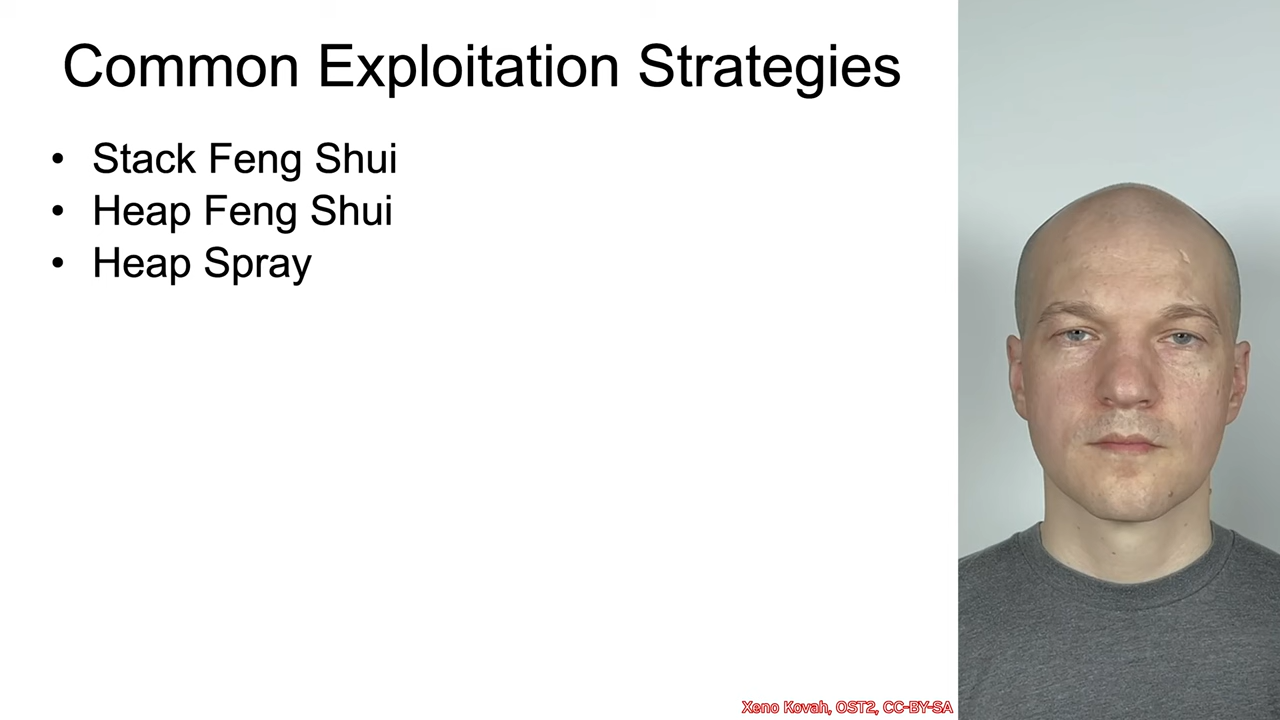 Common Exploitation Strategies
• Stack Feng Shui
• Heap Feng Shui
• Heap Spray
Xeno Kovah, OST2, CC-BY-SA